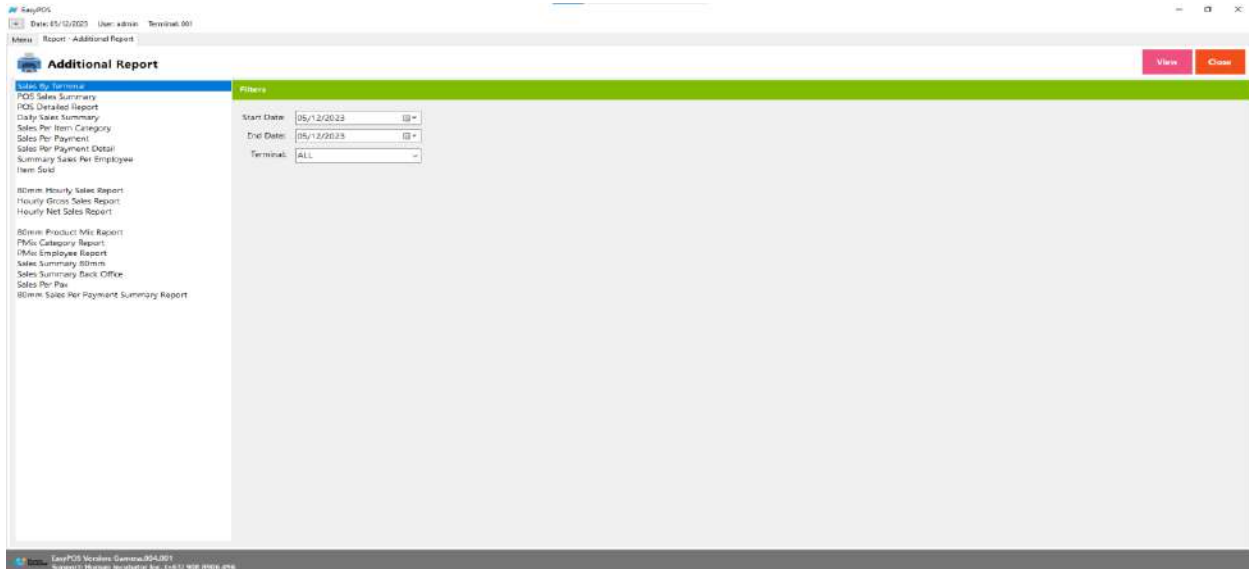 EasyPOS
Date: 05/12/2023 User: admin Terminal: 001
Menu Report - Additional Report
Additional Report
View Close
Sales By Terminal
POS Sales Summary
POS Detailed Report
Daily Sales Summary
Sales Per Item Category
Sales Per Payment
Sales Per Payment Detail
Summary Sales Per Employee
Item Sold
80mm Hourly Sales Report
Hourly Gross Sales Report
Hourly Net Sales Report
80mm Product Mix Report
PMix Category Report
PMix Employee Report
Sales Summary 80mm
Sales Summary Back Office
Sales Per Pax
80mm Sales Per Payment Summary Report
Filters
Start Date: 05/12/2023
End Date: 05/12/2023
Terminal: ALL
EasyPOS Version: Gamma.004.001
Support: Human Incubator Inc.